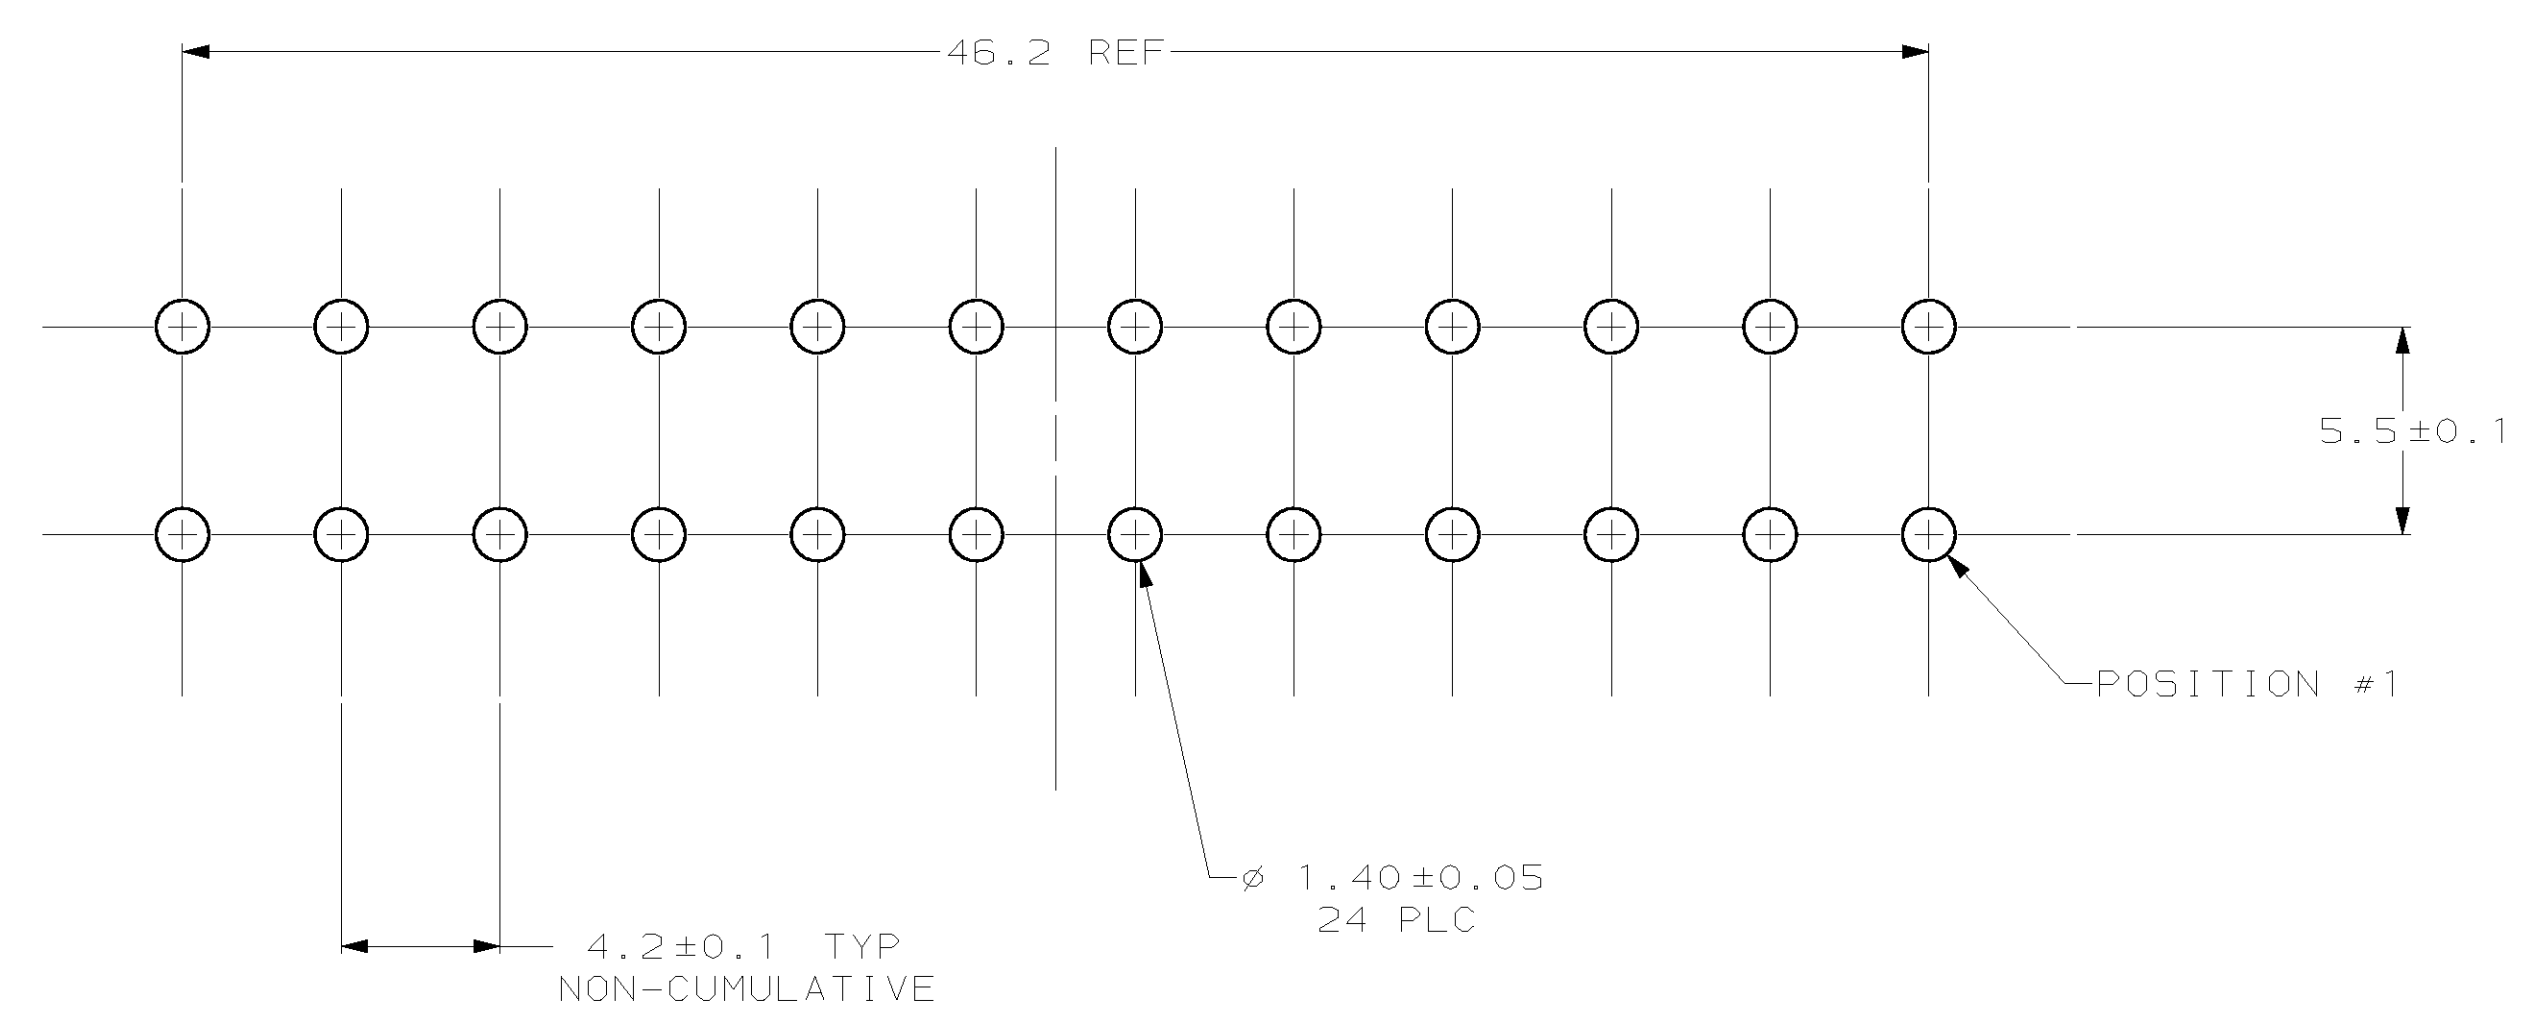 46.2 REF
5.5±0.1
POSITION #1
ø 1.40±0.05
24 PLC
4.2±0.1 TYP
NON-CUMULATIVE